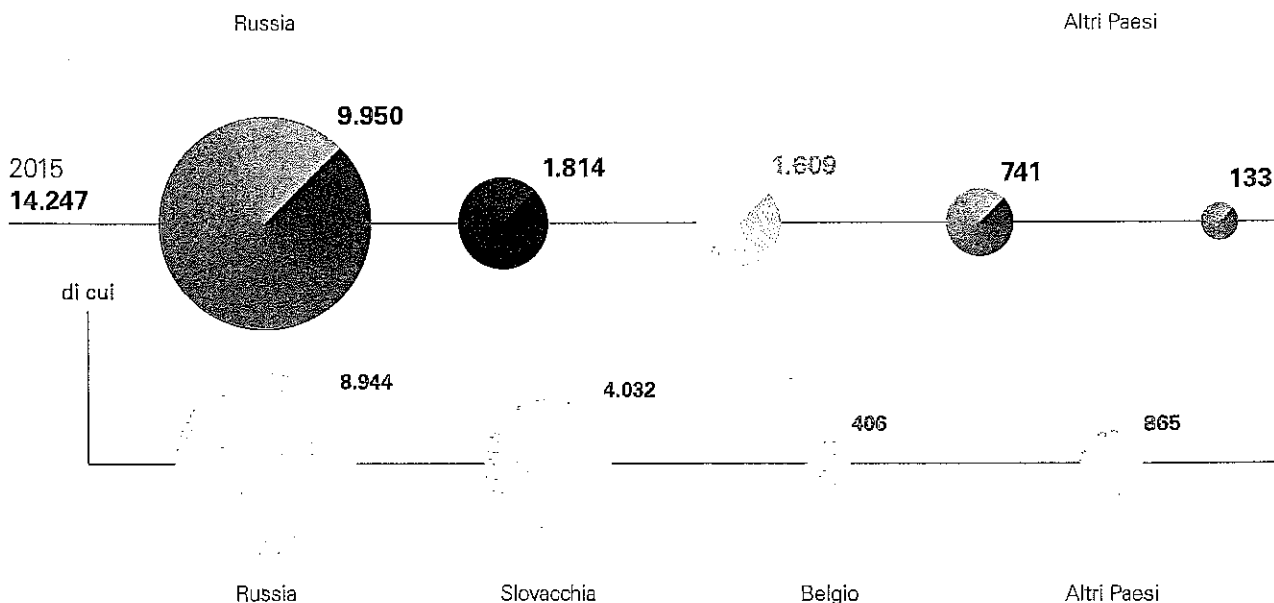 Russia
Altri Paesi
9.950
2015
14.247
1.814
1.609
741
133
di cui
8.944
4.032
406
865
Russia
Slovacchia
Belgio
Altri Paesi